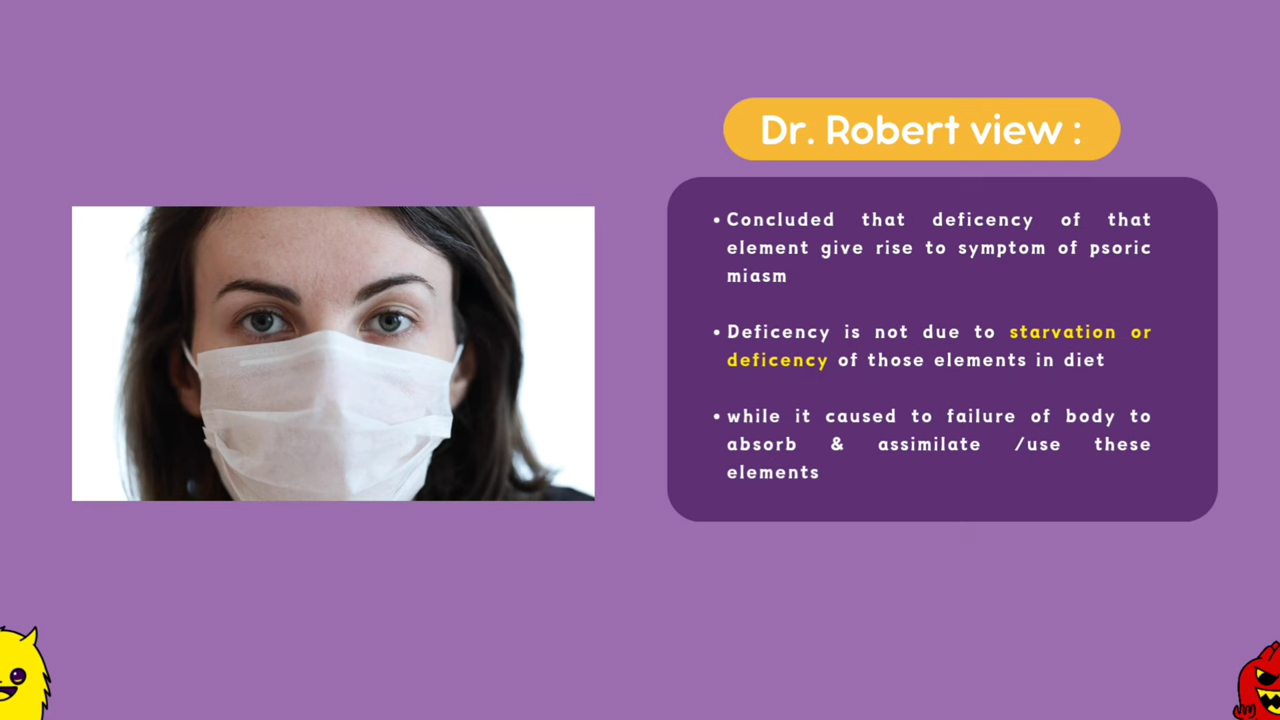 Dr. Robert view :
• Concluded that deficency of that
element give rise to symptom of psoric
miasm
• Deficency is not due to starvation or
deficency of those elements in diet
• while it caused to failure of body to
absorb & assimilate /use these
elements